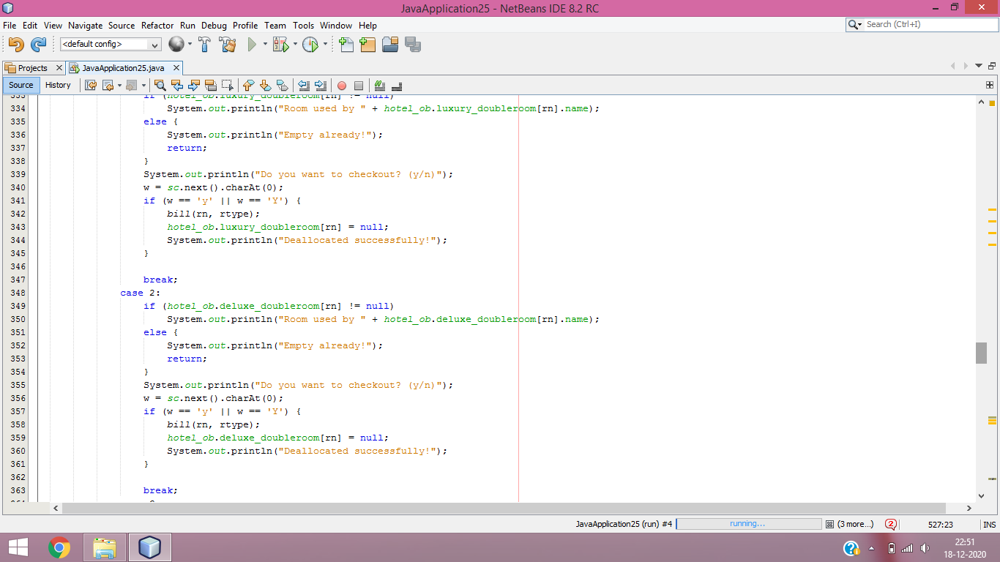 JavaApplication25 - NetBeans IDE 8.2 RC
File Edit View Navigate Source Refactor Run Debug Profile Team Tools Window Help
Search (Ctrl+I)
<default config>
Projects JavaApplication25.java
Source History
333 if (hotel_ob.luxury_doubleroom[rn] != null)
334 System.out.println("Room used by " + hotel_ob.luxury_doubleroom[rn].name);
335 else {
336 System.out.println("Empty already!");
337 return;
338 }
339 System.out.println("Do you want to checkout? (y/n)");
340 w = sc.next().charAt(0);
341 if (w == 'y' || w == 'Y') {
342 bill(rn, rtype);
343 hotel_ob.luxury_doubleroom[rn] = null;
344 System.out.println("Deallocated successfully!");
345 }
346
347 break;
348 case 2:
349 if (hotel_ob.deluxe_doubleroom[rn] != null)
350 System.out.println("Room used by " + hotel_ob.deluxe_doubleroom[rn].name);
351 else {
352 System.out.println("Empty already!");
353 return;
354 }
355 System.out.println("Do you want to checkout? (y/n)");
356 w = sc.next().charAt(0);
357 if (w == 'y' || w == 'Y') {
358 bill(rn, rtype);
359 hotel_ob.deluxe_doubleroom[rn] = null;
360 System.out.println("Deallocated successfully!");
361 }
362
363 break;
JavaApplication25 (run) #4 running... (3 more...) 2 527:23 INS
22:51
18-12-2020